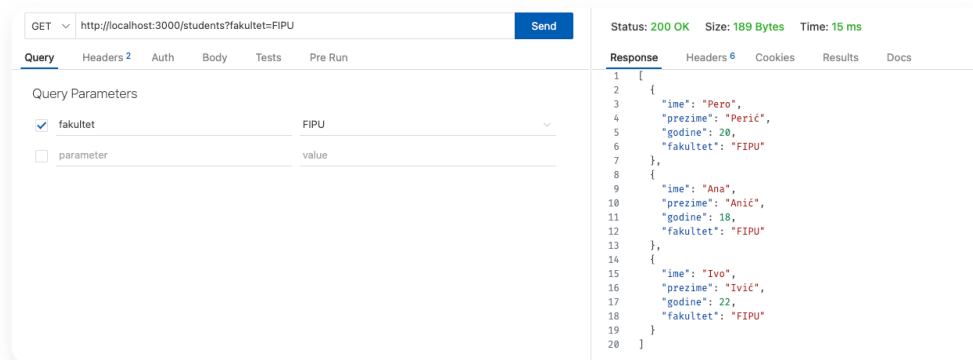 GET http://localhost:3000/students?fakultet=FIPU Send
Query Headers 2 Auth Body Tests Pre Run
Query Parameters
fakultet FIPU
parameter value
Status: 200 OK Size: 189 Bytes Time: 15 ms
Response Headers 6 Cookies Results Docs
1 [
2 {
3 "ime": "Pero",
4 "prezime": "Perić",
5 "godine": 20,
6 "fakultet": "FIPU"
7 },
8 {
9 "ime": "Ana",
10 "prezime": "Anić",
11 "godine": 18,
12 "fakultet": "FIPU"
13 },
14 {
15 "ime": "Ivo",
16 "prezime": "Ivić",
17 "godine": 22,
18 "fakultet": "FIPU"
19 }
20 ]